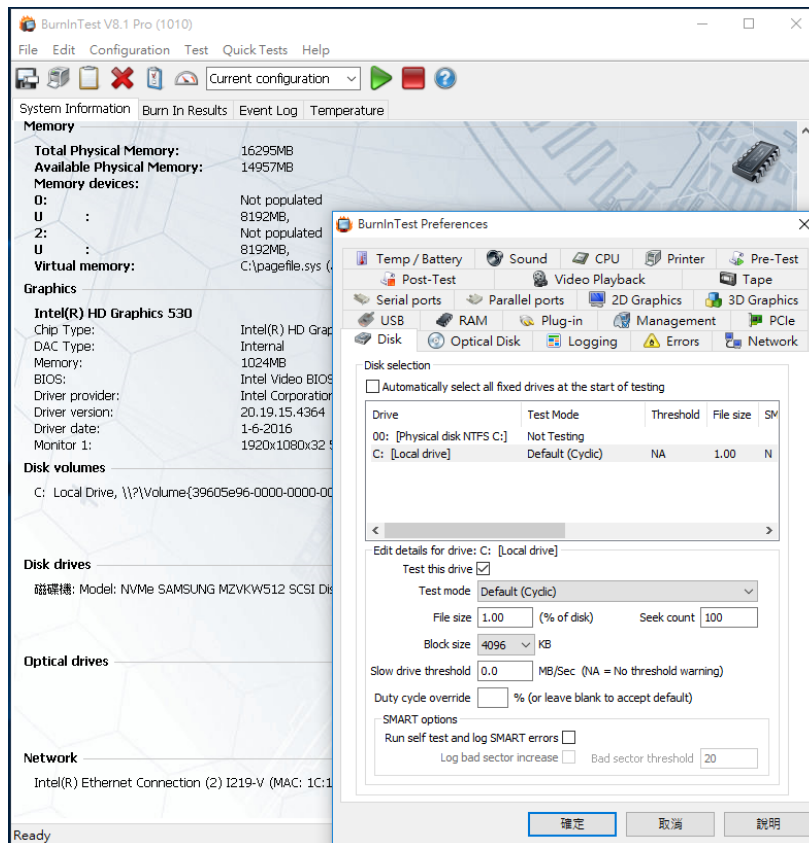 BurnInTest V8.1 Pro (1010)
File Edit Configuration Test Quick Tests Help
Current configuration
System Information Burn In Results Event Log Temperature
Memory
Total Physical Memory: 16295MB
Available Physical Memory: 14957MB
Memory devices:
0: Not populated
U : 8192MB,
2: Not populated
U : 8192MB,
Virtual memory: C:\pagefile.sys (
Graphics
Intel(R) HD Graphics 530
Chip Type: Intel(R) HD Grap
DAC Type: Internal
Memory: 1024MB
BIOS: Intel Video BIOS
Driver provider: Intel Corporation
Driver version: 20.19.15.4364
Driver date: 1-6-2016
Monitor 1: 1920x1080x32
Disk volumes
C: Local Drive, \\?\Volume{39605e96-0000-0000-00
Disk drives
磁碟機: Model: NVMe SAMSUNG MZVKW512 SCSI Dis
Optical drives
Network
Intel(R) Ethernet Connection (2) I219-V (MAC: 1C:1
Ready
BurnInTest Preferences
Temp / Battery Sound CPU Printer Pre-Test
Post-Test Video Playback Tape
Serial ports Parallel ports 2D Graphics 3D Graphics
USB RAM Plug-in Management PCIe
Disk Optical Disk Logging Errors Network
Disk selection
Automatically select all fixed drives at the start of testing
Drive Test Mode Threshold File size SM
00: [Physical disk NTFS C:] Not Testing
C: [Local drive] Default (Cyclic) NA 1.00 N
Edit details for drive: C: [Local drive]
Test this drive
Test mode Default (Cyclic)
File size 1.00 (% of disk) Seek count 100
Block size 4096 KB
Slow drive threshold 0.0 MB/Sec (NA = No threshold warning)
Duty cycle override % (or leave blank to accept default)
SMART options
Run self test and log SMART errors
Log bad sector increase Bad sector threshold 20
確定 取消 說明